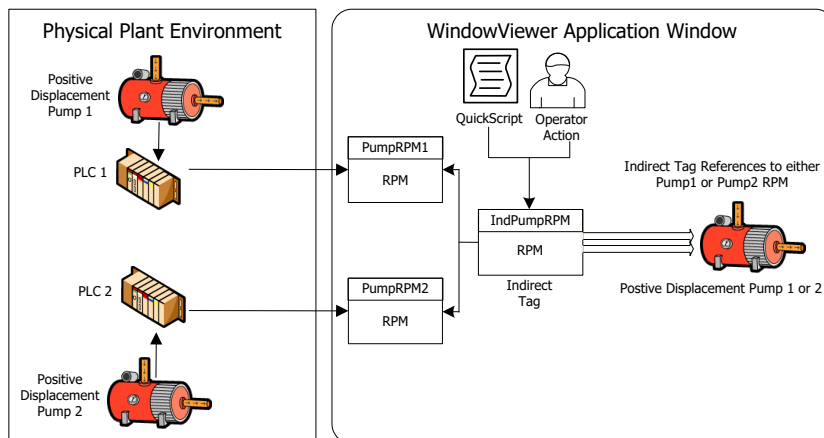 Physical Plant Environment
Positive
Displacement
Pump 1
PLC 1
PLC 2
Positive
Displacement
Pump 2
WindowViewer Application Window
QuickScript
Operator
Action
PumpRPM1
RPM
PumpRPM2
RPM
IndPumpRPM
RPM
Indirect
Tag
Indirect Tag References to either
Pump1 or Pump2 RPM
Postive Displacement Pump 1 or 2